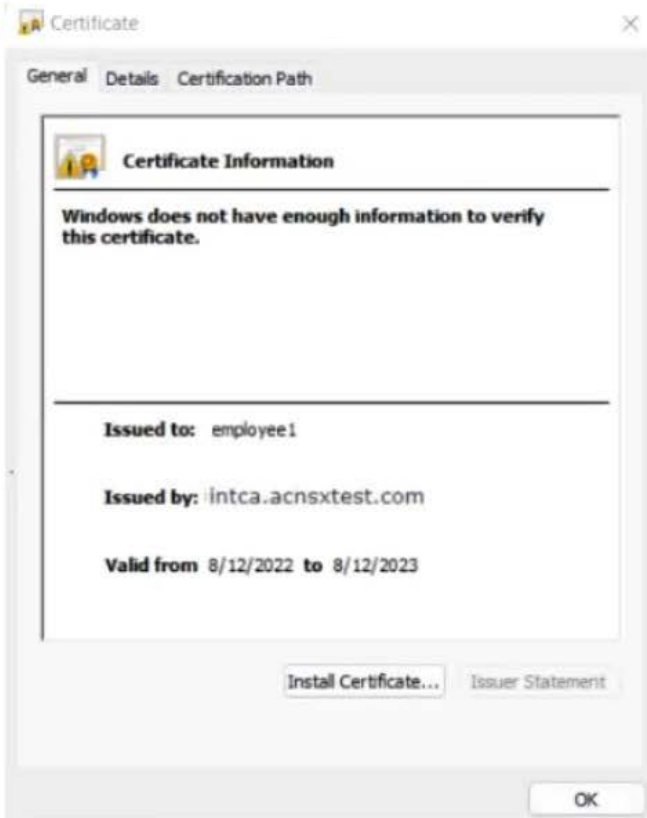 Certificate
General Details Certification Path
Certificate Information
Windows does not have enough information to verify
this certificate.
Issued to: employee1
Issued by: intca.acnsxtest.com
Valid from 8/12/2022 to 8/12/2023
Install Certificate... Issuer Statement
OK